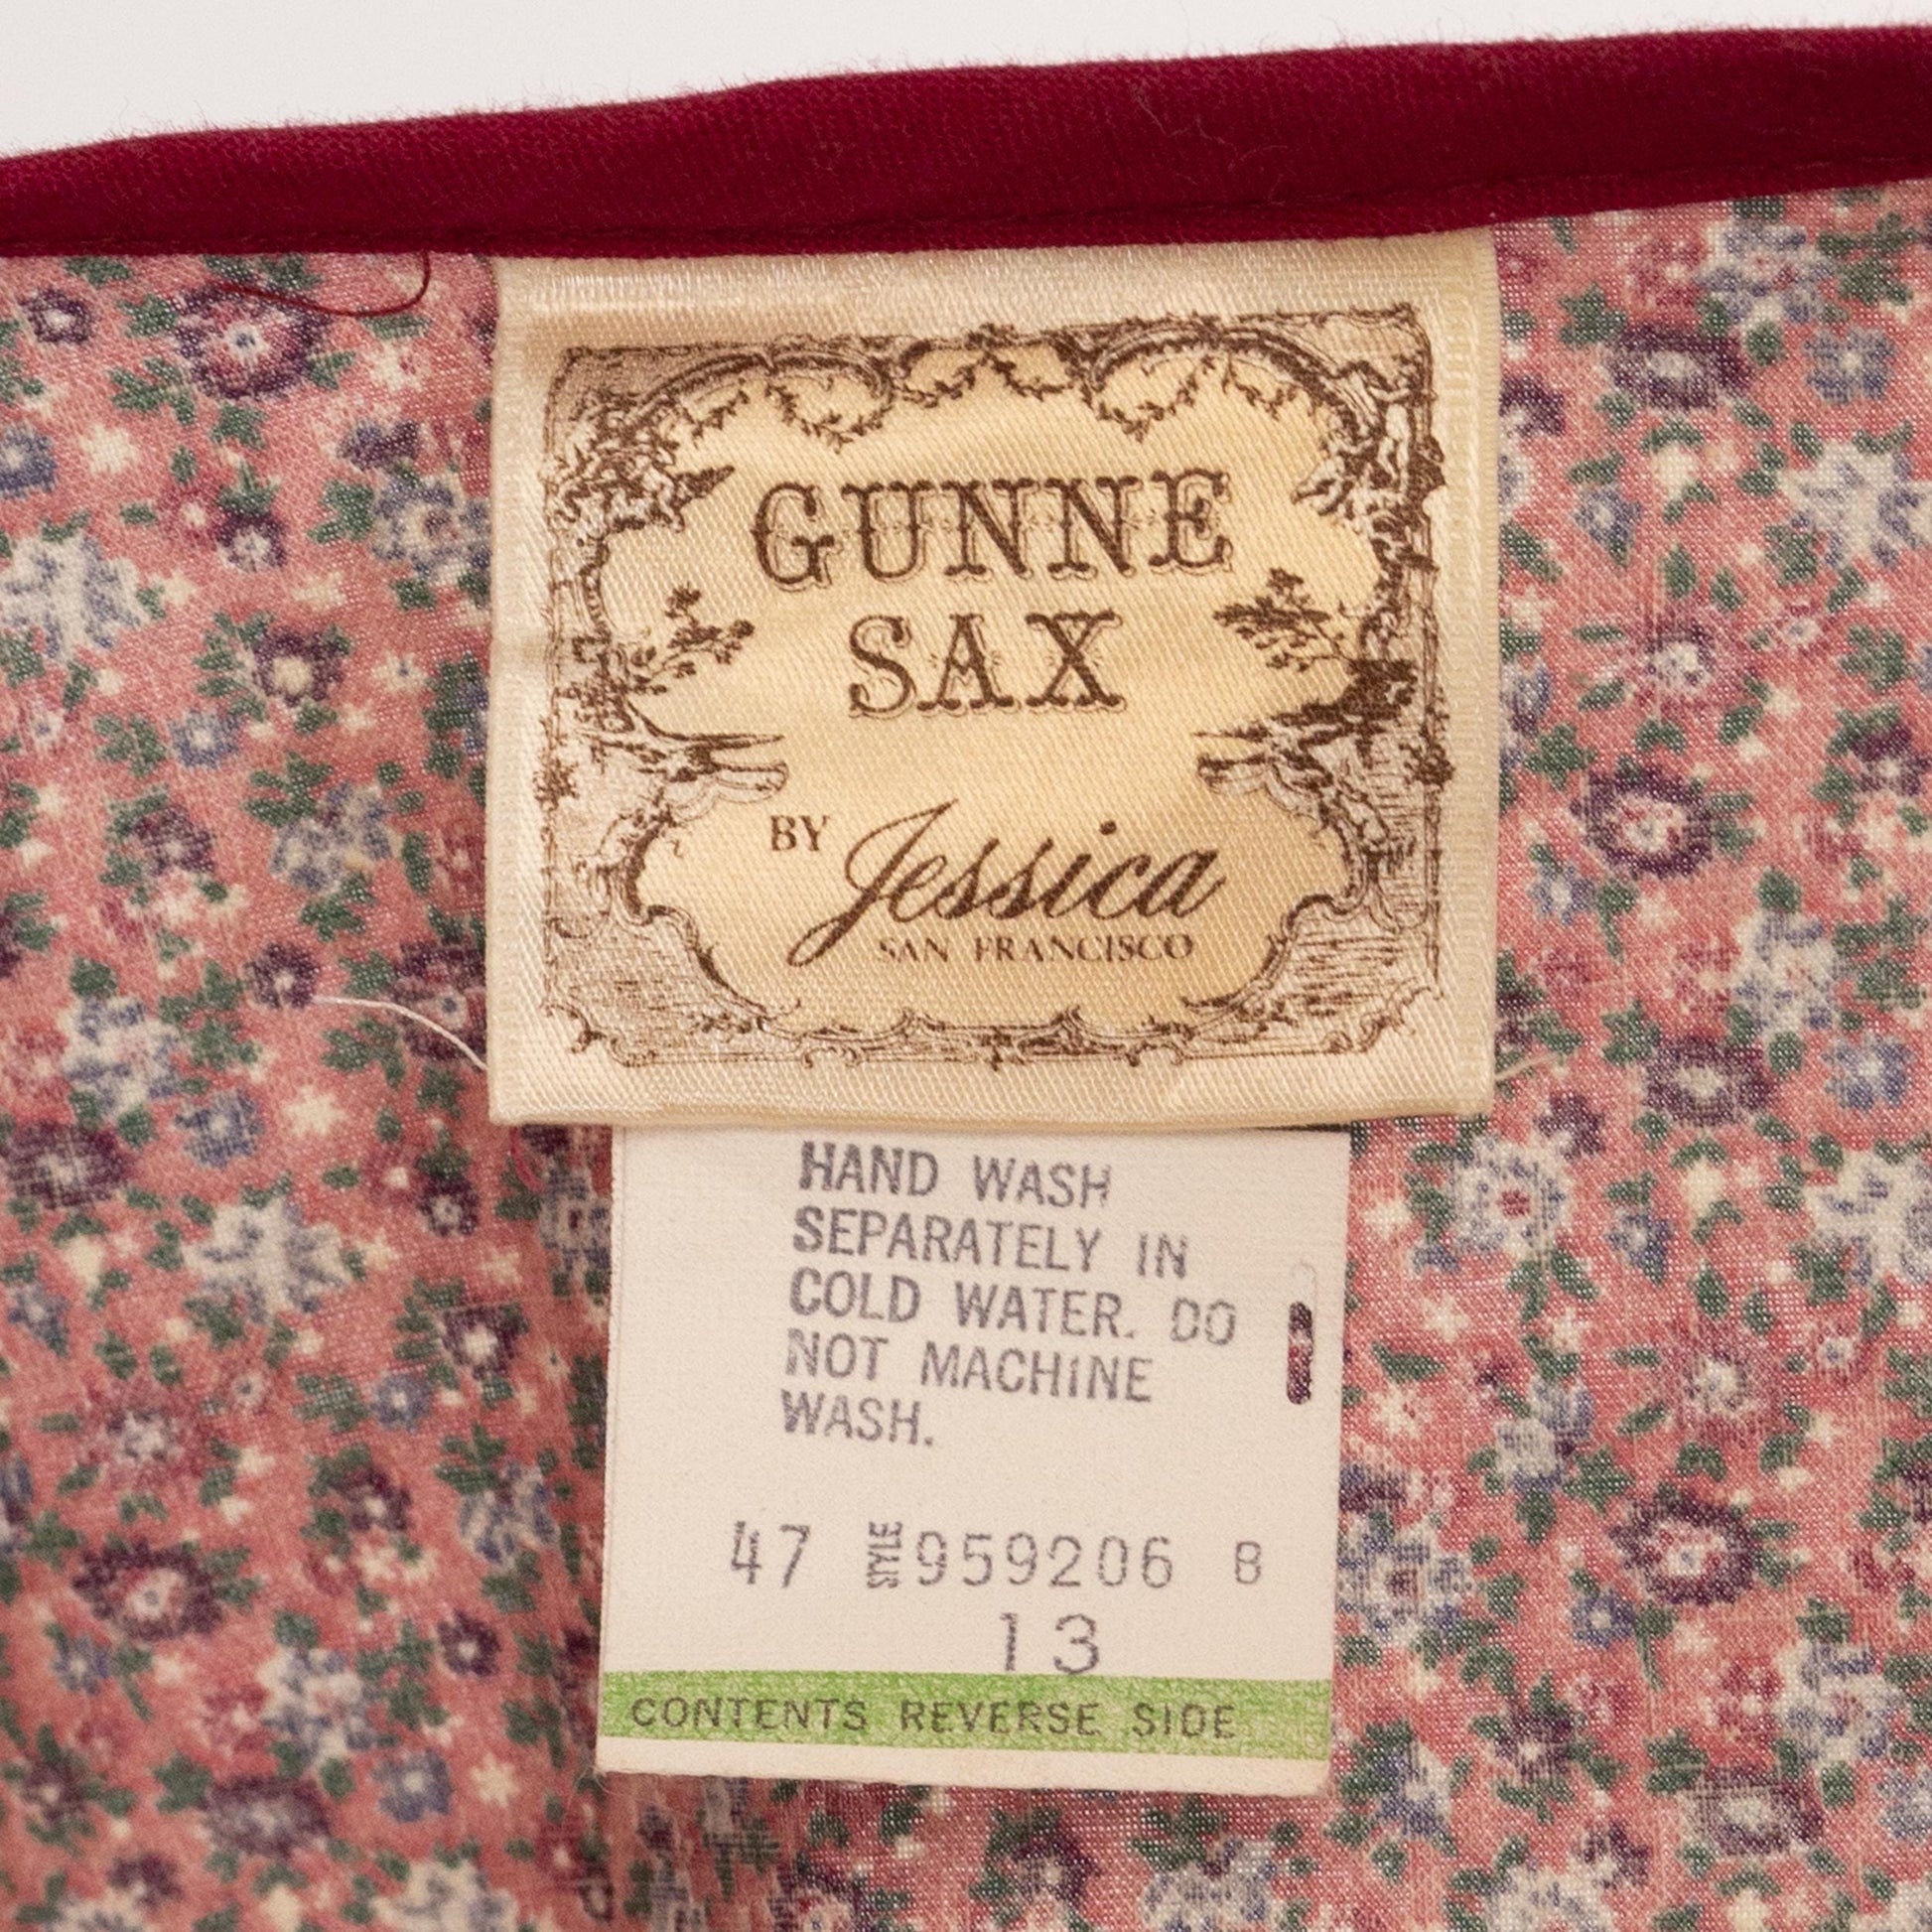 GUNNE
SAX
BY Jessica
SAN FRANCISCO
HAND WASH
SEPARATELY IN
COLD WATER. DO
NOT MACHINE
WASH.
47 STYLE 959206 B
13
CONTENTS REVERSE SIDE